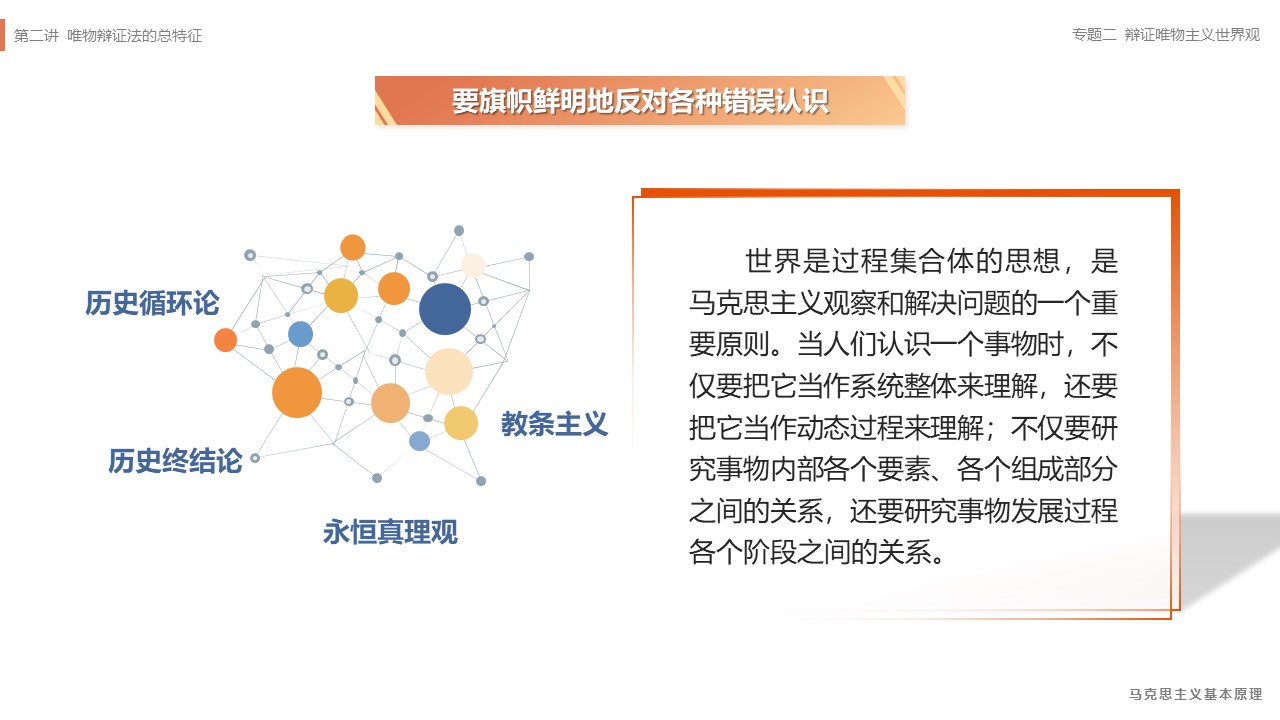 第二讲 唯物辩证法的总特征
专题二 辩证唯物主义世界观
要旗帜鲜明地反对各种错误认识
历史循环论
教条主义
历史终结论
永恒真理观
世界是过程集合体的思想，是
马克思主义观察和解决问题的一个重
要原则。当人们认识一个事物时，不
仅要把它当作系统整体来理解，还要
把它当作动态过程来理解；不仅要研
究事物内部各个要素、各个组成部分
之间的关系，还要研究事物发展过程
各个阶段之间的关系。
马克思主义基本原理